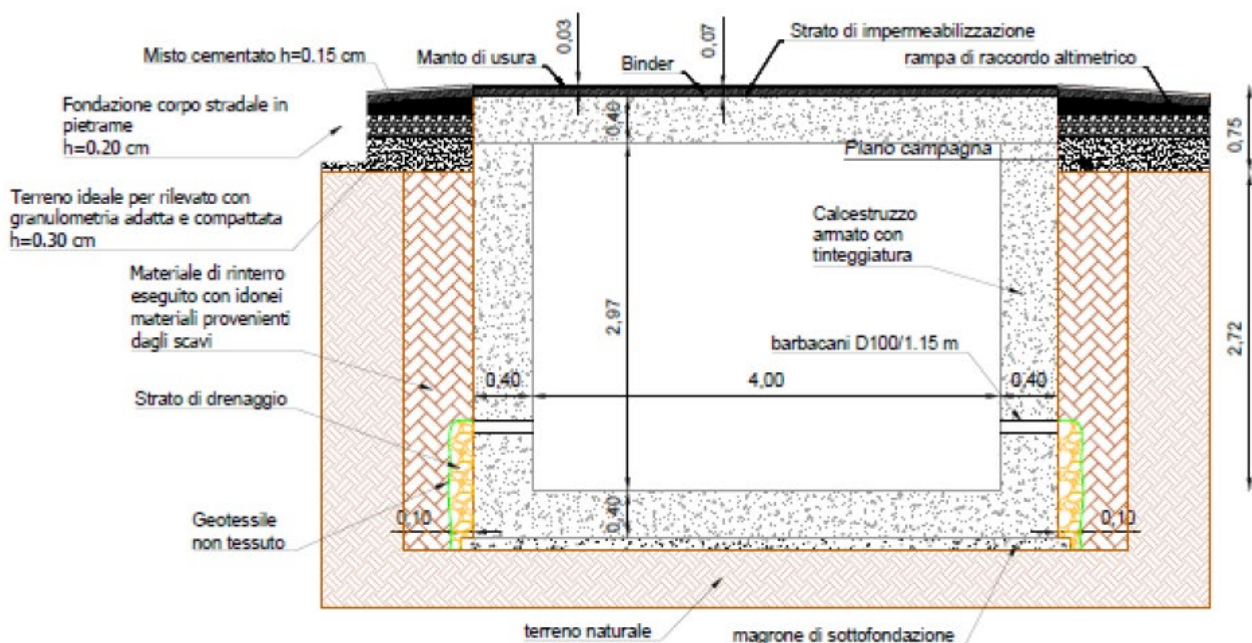 0,03
0,07
Strato di impermeabilizzazione
Misto cementato h=0.15 cm
Manto di usura
Binder
rampa di raccordo altimetrico
Fondazione corpo stradale in
pietrame
h=0.20 cm
0,40
0,75
Plano campagna
Terreno ideale per rilevato con
granulometria adatta e compattata
h=0.30 cm
Calcestruzzo
armato con
tinteggiatura
Materiale di rinterro
eseguito con idonei
materiali provenienti
dagli scavi
2,97
2,72
barbacani D100/1.15 m
0,40
4,00
0,40
Strato di drenaggio
0,40
Geotessile
non tessuto
0,10
0,10
terreno naturale
magrone di sottofondazione